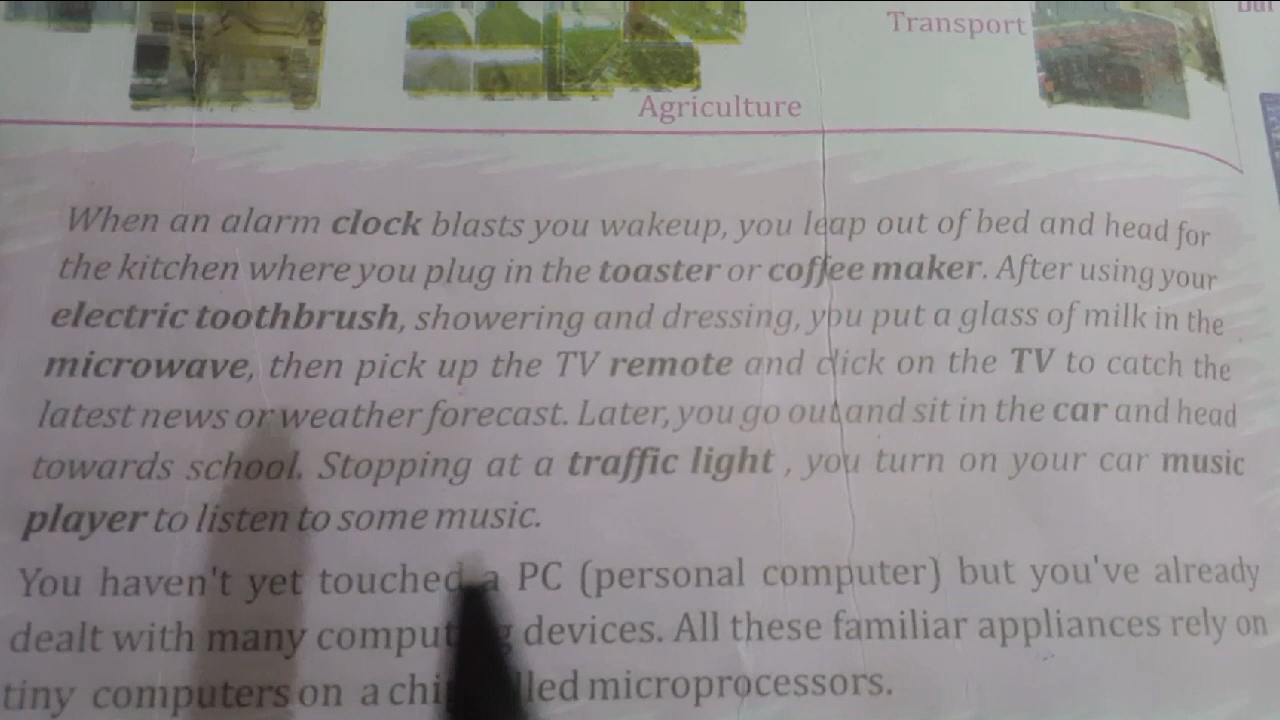 Transport
Agriculture
When an alarm clock blasts you wakeup, you leap out of bed and head for
the kitchen where you plug in the toaster or coffee maker. After using your
electric toothbrush, showering and dressing, you put a glass of milk in the
microwave, then pick up the TV remote and click on the TV to catch the
latest news or weather forecast. Later, you go out and sit in the car and head
towards school. Stopping at a traffic light , you turn on your car music
player to listen to some music.
You haven't yet touched a PC (personal computer) but you've already
dealt with many computing devices. All these familiar appliances rely on
tiny computers on a microprocessors.